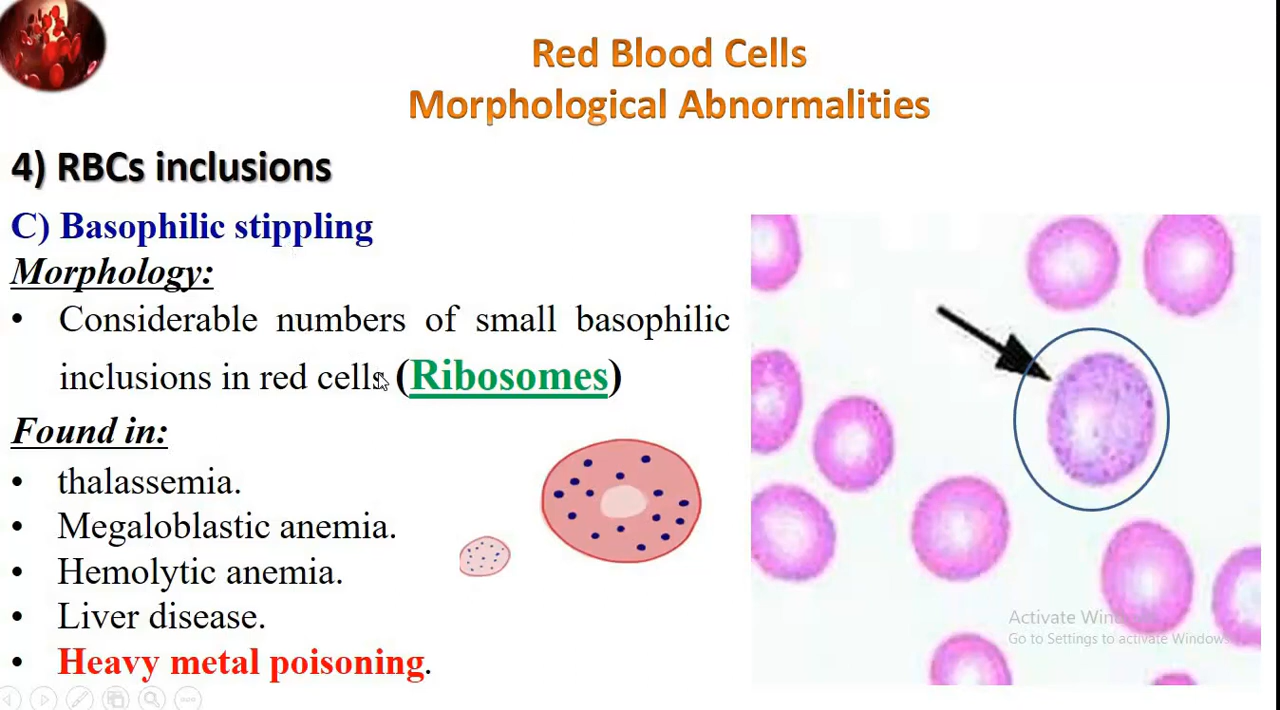 Red Blood Cells
Morphological Abnormalities
4) RBCs inclusions
C) Basophilic stippling
Morphology:
• Considerable numbers of small basophilic
inclusions in red cells (Ribosomes)
Found in:
• thalassemia.
• Megaloblastic anemia.
• Hemolytic anemia.
• Liver disease.
• Heavy metal poisoning.
Activate Windows
Go to Settings to activate Windows.